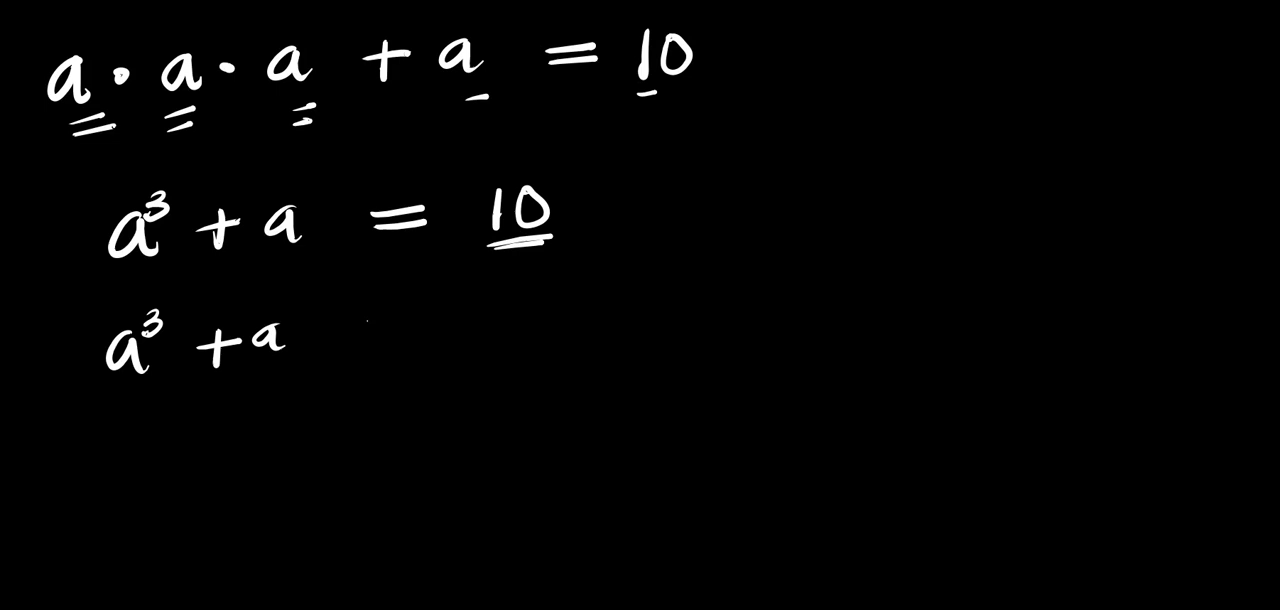 a · a · a + a = 10
a³ + a = 10
a³ + a